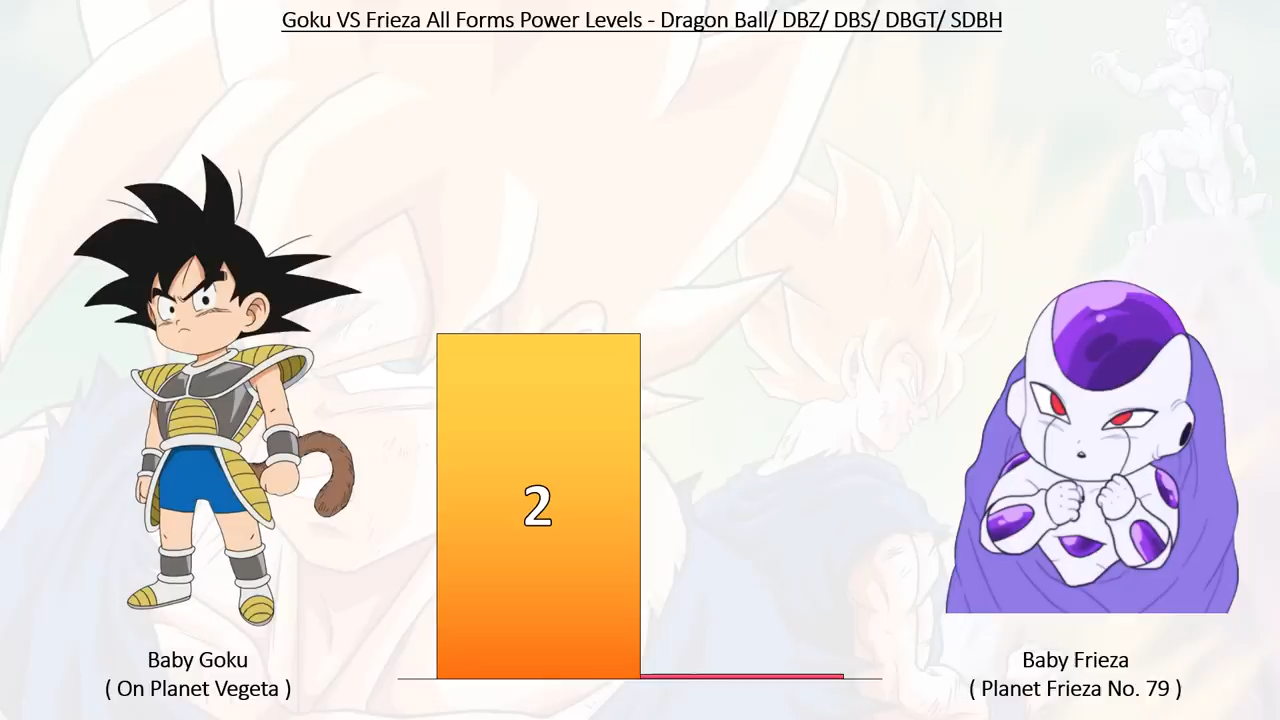 Goku VS Frieza All Forms Power Levels - Dragon Ball/ DBZ/ DBS/ DBGT/ SDBH
2
Baby Goku
( On Planet Vegeta )
Baby Frieza
( Planet Frieza No. 79 )